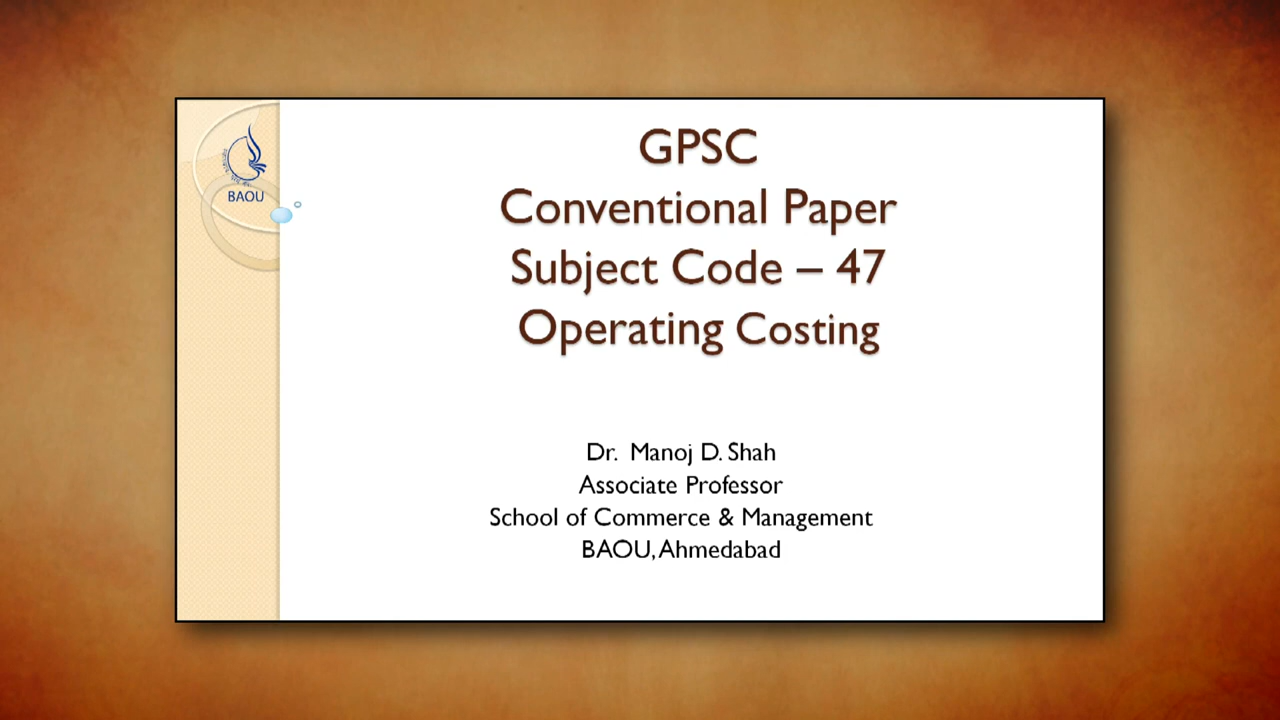 BAOU
GPSC
Conventional Paper
Subject Code – 47
Operating Costing
Dr. Manoj D. Shah
Associate Professor
School of Commerce & Management
BAOU, Ahmedabad